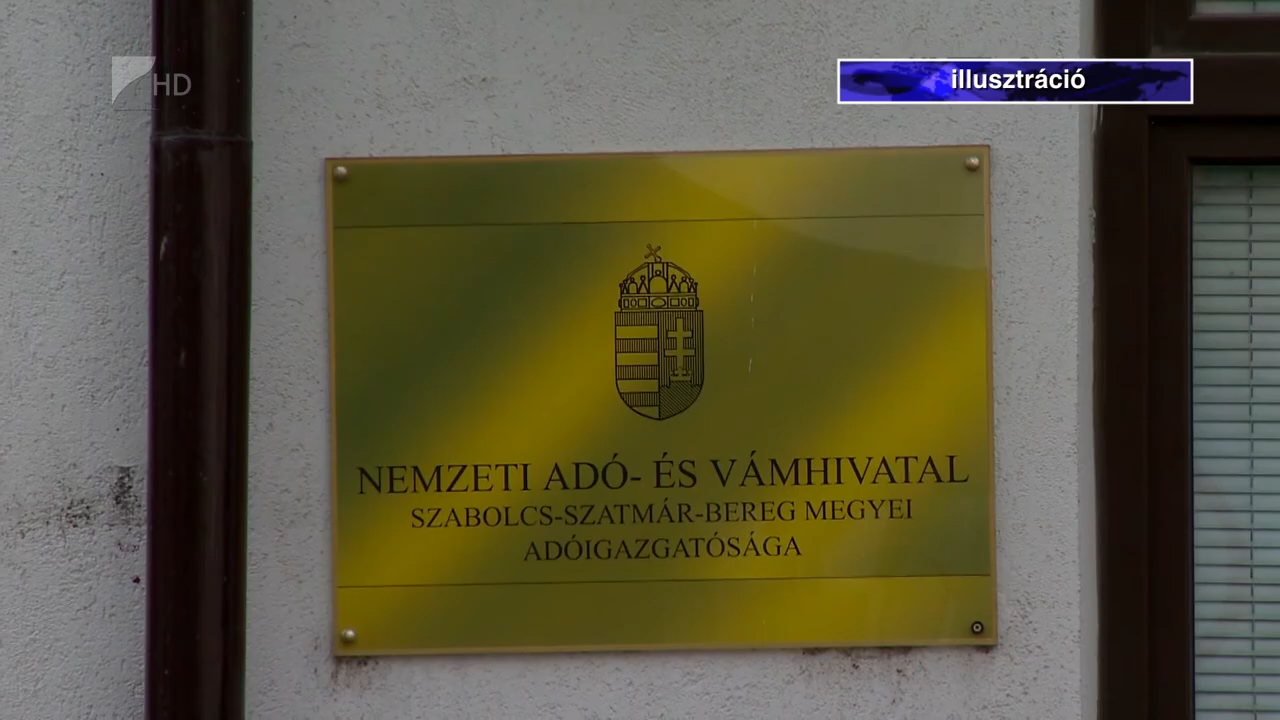 HD
illusztráció
NEMZETI ADÓ- ÉS VÁMHIVATAL
SZABOLCS-SZATMÁR-BEREG MEGYEI
ADÓIGAZGATÓSÁGA